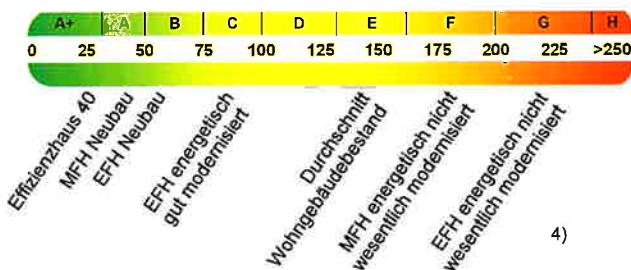 A+ A B C D E F G H
0 25 50 75 100 125 150 175 200 225 >250
Effizienzhaus 40
MFH Neubau
EFH Neubau
EFH energetisch
gut modernisiert
Durchschnitt
Wohngebäudebestand
MFH energetisch nicht
wesentlich modernisiert
EFH energetisch nicht
wesentlich modernisiert
4)